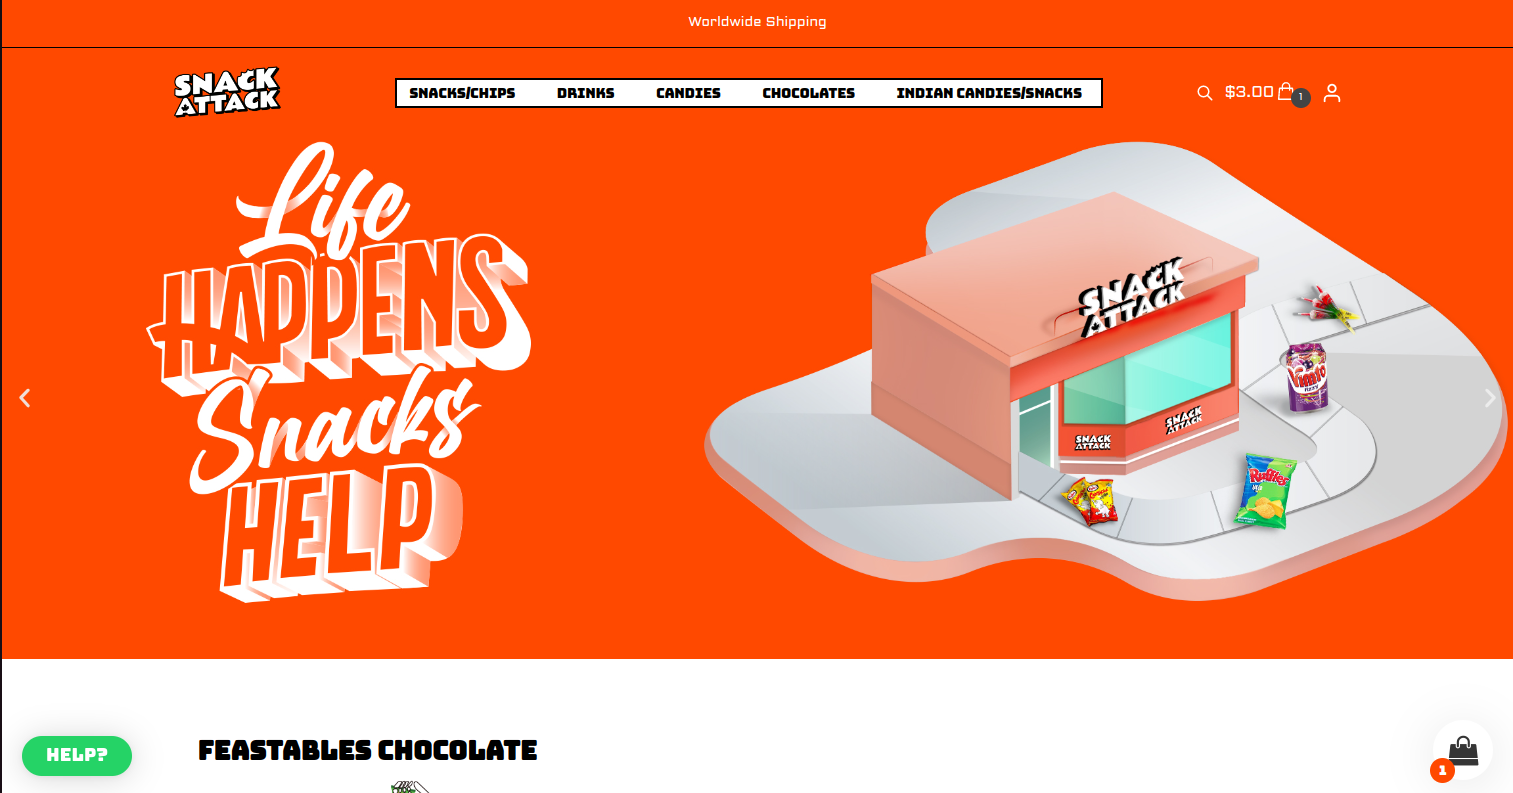 Worldwide Shipping
SNACK
ATTACK
SNACKS/CHIPS
DRINKS
CANDIES
CHOCOLATES
INDIAN CANDIES/SNACKS
$3.00
1
Life
HAPPENS
Snacks
HELP
SNACK
ATTACK
SNACK
ATTACK
SNACK
ATTACK
Vimto
Ruffles
HELP?
FEASTABLES CHOCOLATE
1